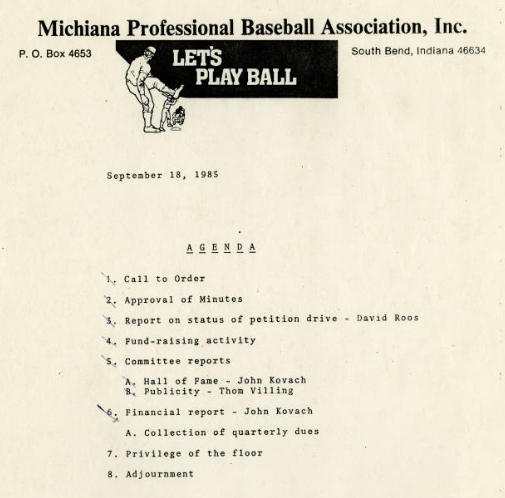 Michiana Professional Baseball Association, Inc.
P. O. Box 4653
South Bend, Indiana 46634
LET'S
PLAY BALL
September 18, 1985
AGENDA
1. Call to Order
2. Approval of Minutes
3. Report on status of petition drive - David Roos
4. Fund-raising activity
5. Committee reports
A. Hall of Fame - John Kovach
B. Publicity - Thom Villing
6. Financial report - John Kovach
A. Collection of quarterly dues
7. Privilege of the floor
8. Adjournment